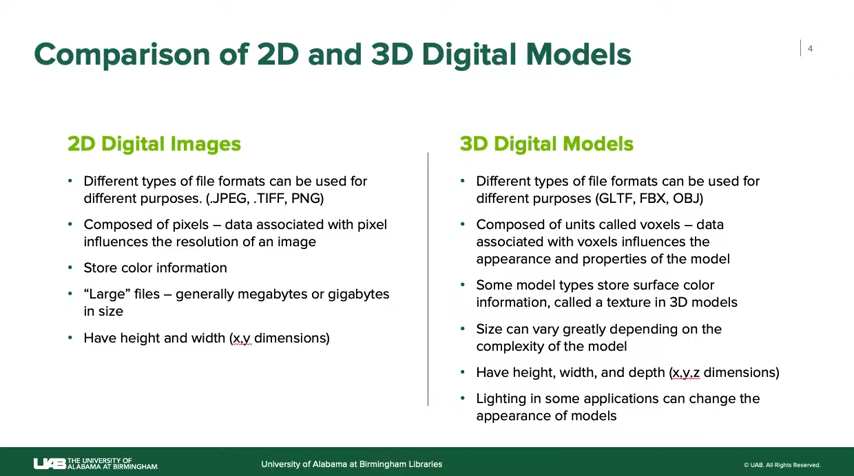 Comparison of 2D and 3D Digital Models
4
2D Digital Images
• Different types of file formats can be used for
different purposes. (.JPEG, .TIFF, PNG)
• Composed of pixels – data associated with pixel
influences the resolution of an image
• Store color information
• “Large” files – generally megabytes or gigabytes
in size
• Have height and width (x,y dimensions)
3D Digital Models
• Different types of file formats can be used for
different purposes (GLTF, FBX, OBJ)
• Composed of units called voxels – data
associated with voxels influences the
appearance and properties of the model
• Some model types store surface color
information, called a texture in 3D models
• Size can vary greatly depending on the
complexity of the model
• Have height, width, and depth (x,y,z dimensions)
• Lighting in some applications can change the
appearance of models
UAB THE UNIVERSITY OF
ALABAMA AT BIRMINGHAM
University of Alabama at Birmingham Libraries
© UAB. All Rights Reserved.